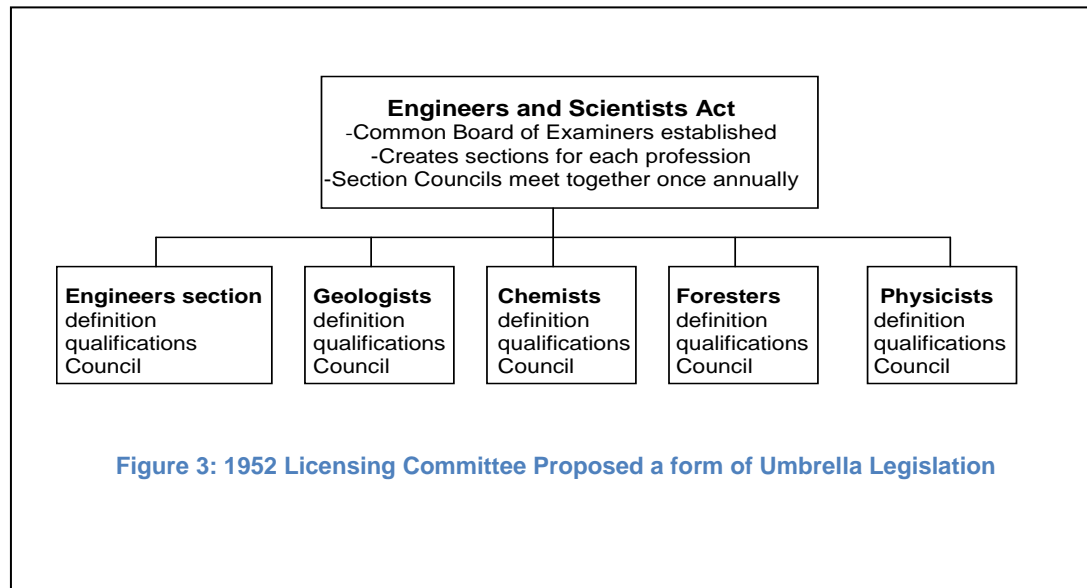 Engineers and Scientists Act
-Common Board of Examiners established
-Creates sections for each profession
-Section Councils meet together once annually
Engineers section
definition
qualifications
Council
Geologists
definition
qualifications
Council
Chemists
definition
qualifications
Council
Foresters
definition
qualifications
Council
Physicists
definition
qualifications
Council
Figure 3: 1952 Licensing Committee Proposed a form of Umbrella Legislation